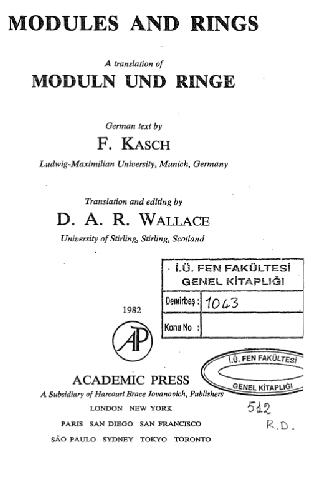 MODULES AND RINGS
A translation of
MODULN UND RINGE
German text by
F. KASCH
Ludwig-Maximilian University, Munich, Germany
Translation and editing by
D. A. R. WALLACE
University of Stirling, Stirling, Scotland
İ.Ü. FEN FAKÜLTESİ
GENEL KİTAPLIĞI
Demirbaş : 1043
Konu No :
1982
AP
İ.Ü. FEN FAKÜLTESİ
GENEL KİTAPLIĞI
ACADEMIC PRESS
A Subsidiary of Harcourt Brace Jovanovich, Publishers
LONDON NEW YORK
PARIS SAN DIEGO SAN FRANCISCO
SÃO PAULO SYDNEY TOKYO TORONTO
512
R.D.